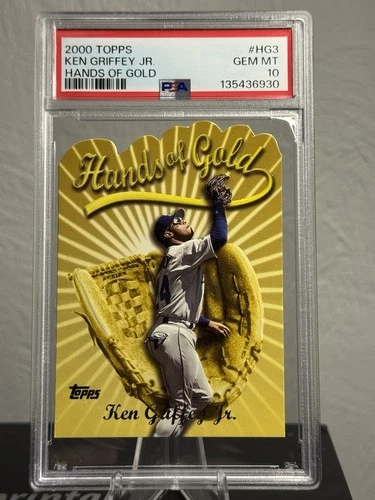 2000 TOPPS #HG3
KEN GRIFFEY JR. GEM MT
HANDS OF GOLD 10
PSA 135436930
Hands of Gold
Topps
Ken Griffey Jr.